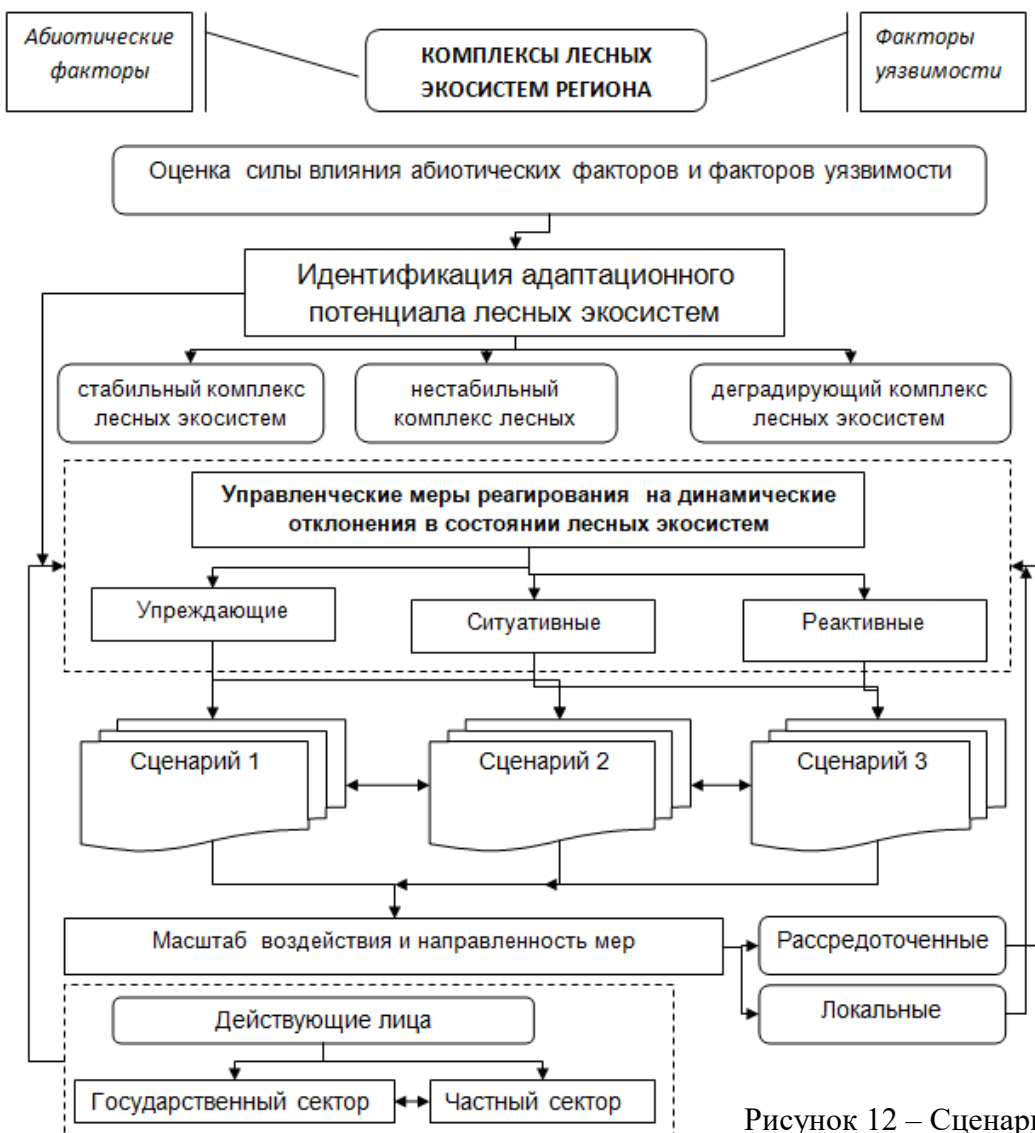 Абиотические
факторы
КОМПЛЕКСЫ ЛЕСНЫХ
ЭКОСИСТЕМ РЕГИОНА
Факторы
уязвимости
Оценка силы влияния абиотических факторов и факторов уязвимости
Идентификация адаптационного
потенциала лесных экосистем
стабильный комплекс
лесных экосистем
нестабильный
комплекс лесных
деградирующий комплекс
лесных экосистем
Управленческие меры реагирования на динамические
отклонения в состоянии лесных экосистем
Упреждающие
Ситуативные
Реактивные
Сценарий 1
Сценарий 2
Сценарий 3
Масштаб воздействия и направленность мер
Рассредоточенные
Локальные
Действующие лица
Государственный сектор
Частный сектор
Рисунок 12 – Сценари